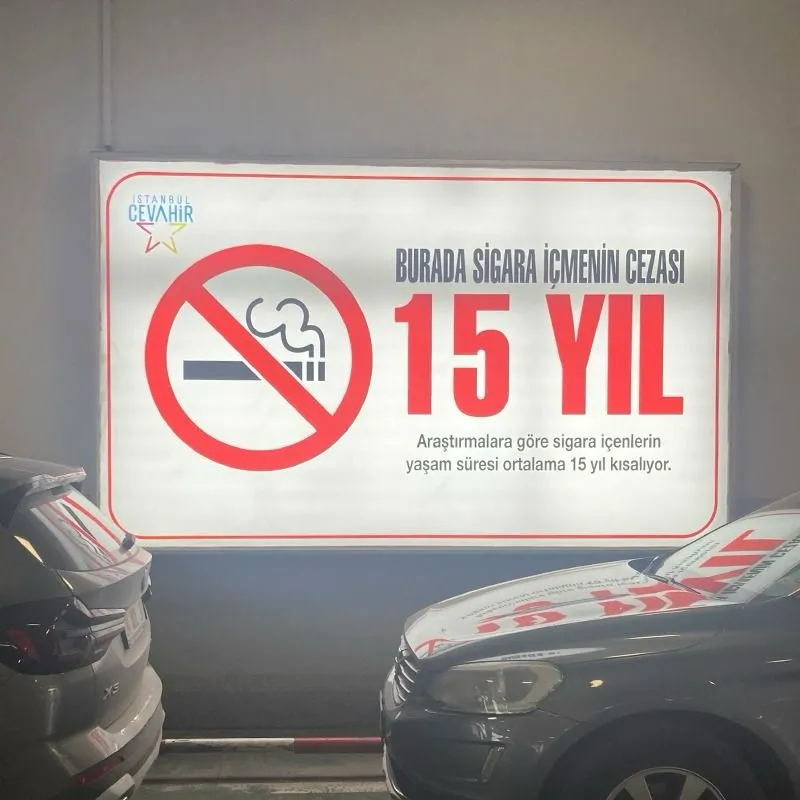 İSTANBUL
CEVAHİR
BURADA SİGARA İÇMENİN CEZASI
15 YIL
Araştırmalara göre sigara içenlerin
yaşam süresi ortalama 15 yıl kısalıyor.